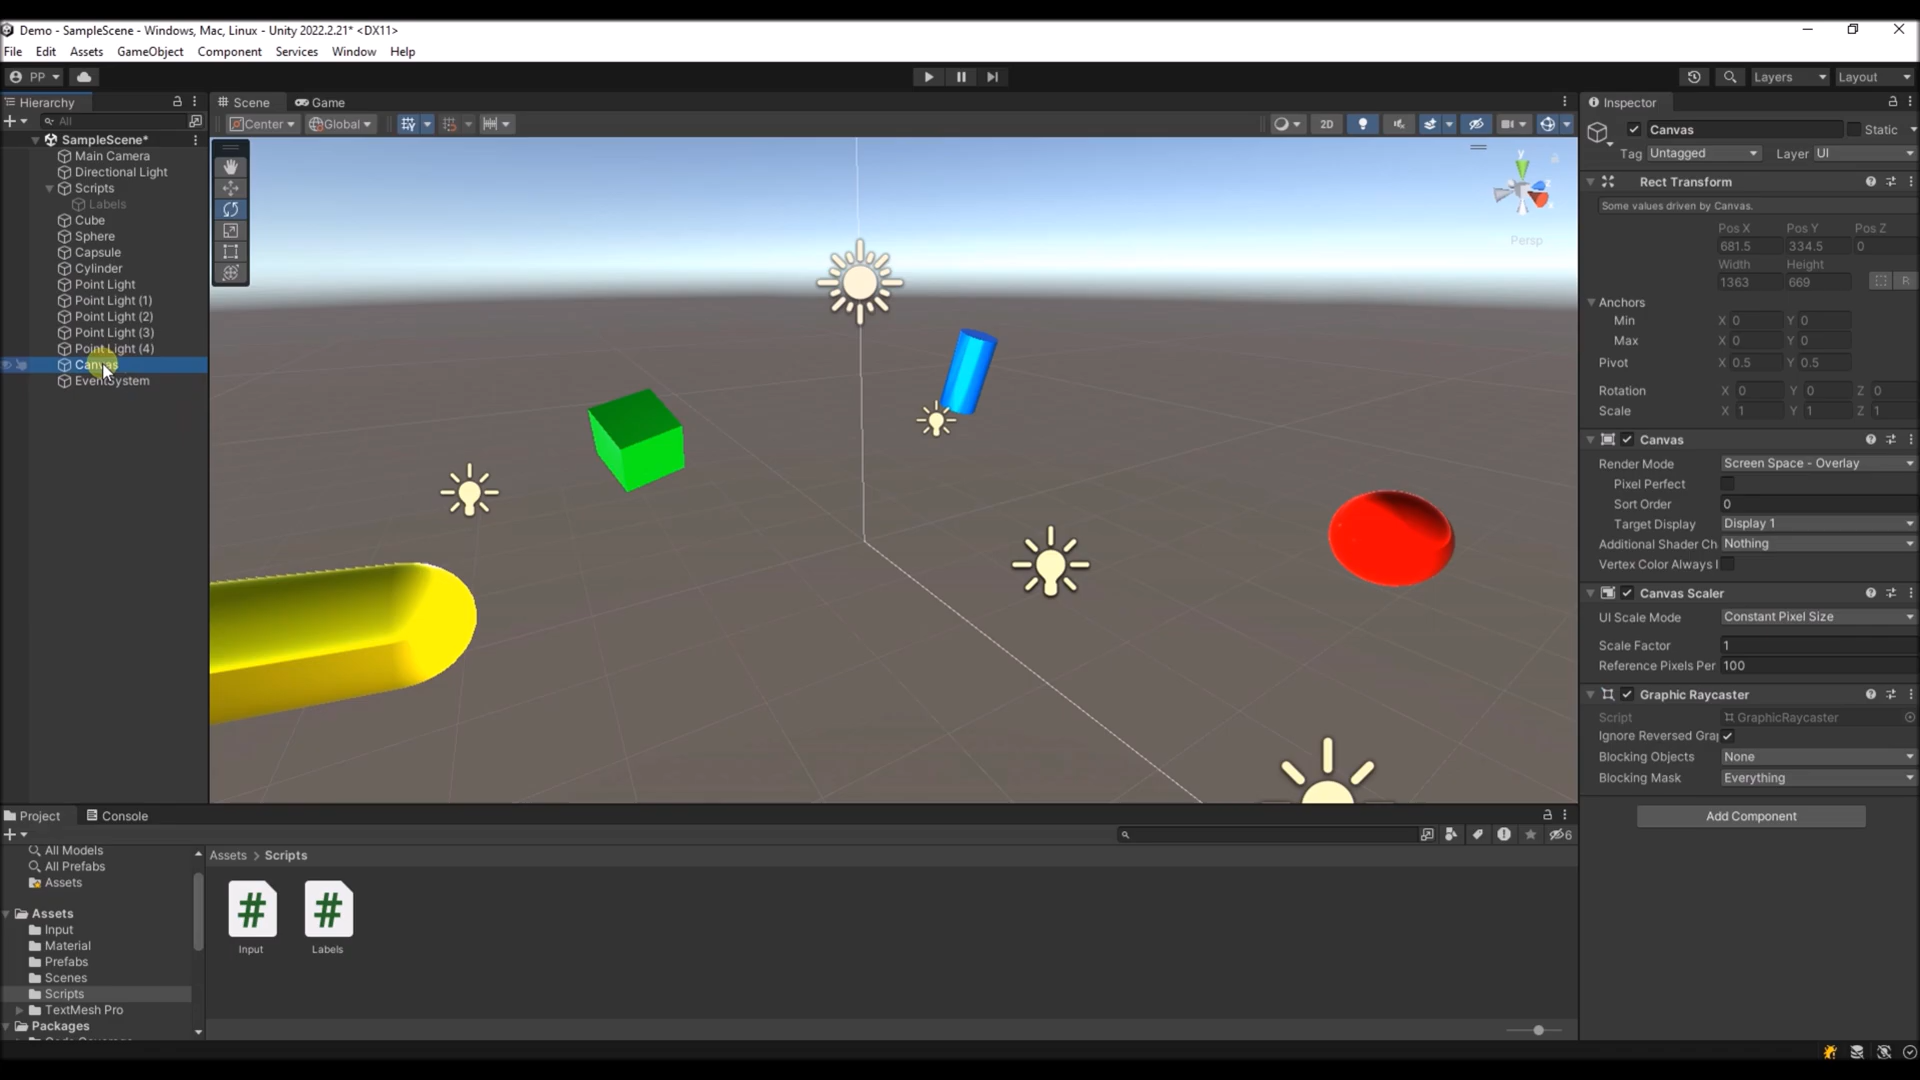 Demo - SampleScene - Windows, Mac, Linux - Unity 2022.2.21* <DX11>
File Edit Assets GameObject Component Services Window Help
PP
Layers Layout
Hierarchy
All
SampleScene*
Main Camera
Directional Light
Scripts
Labels
Cube
Sphere
Capsule
Cylinder
Point Light
Point Light (1)
Point Light (2)
Point Light (3)
Point Light (4)
Canvas
EventSystem
Scene Game
Center Global 2D
y
Persp
Inspector
Canvas Static
Tag Untagged Layer UI
Rect Transform
Some values driven by Canvas.
Pos X Pos Y Pos Z
681.5 334.5 0
Width Height
1363 669 R
Anchors
Min X 0 Y 0
Max X 0 Y 0
Pivot X 0.5 Y 0.5
Rotation X 0 Y 0 Z 0
Scale X 1 Y 1 Z 1
Canvas
Render Mode Screen Space - Overlay
Pixel Perfect
Sort Order 0
Target Display Display 1
Additional Shader Ch Nothing
Vertex Color Always I
Canvas Scaler
UI Scale Mode Constant Pixel Size
Scale Factor 1
Reference Pixels Per 100
Graphic Raycaster
Script GraphicRaycaster
Ignore Reversed Gra
Blocking Objects None
Blocking Mask Everything
Add Component
Project Console
6
All Models
All Prefabs
Assets
Assets
Input
Material
Prefabs
Scenes
Scripts
TextMesh Pro
Packages
Assets > Scripts
# #
Input Labels